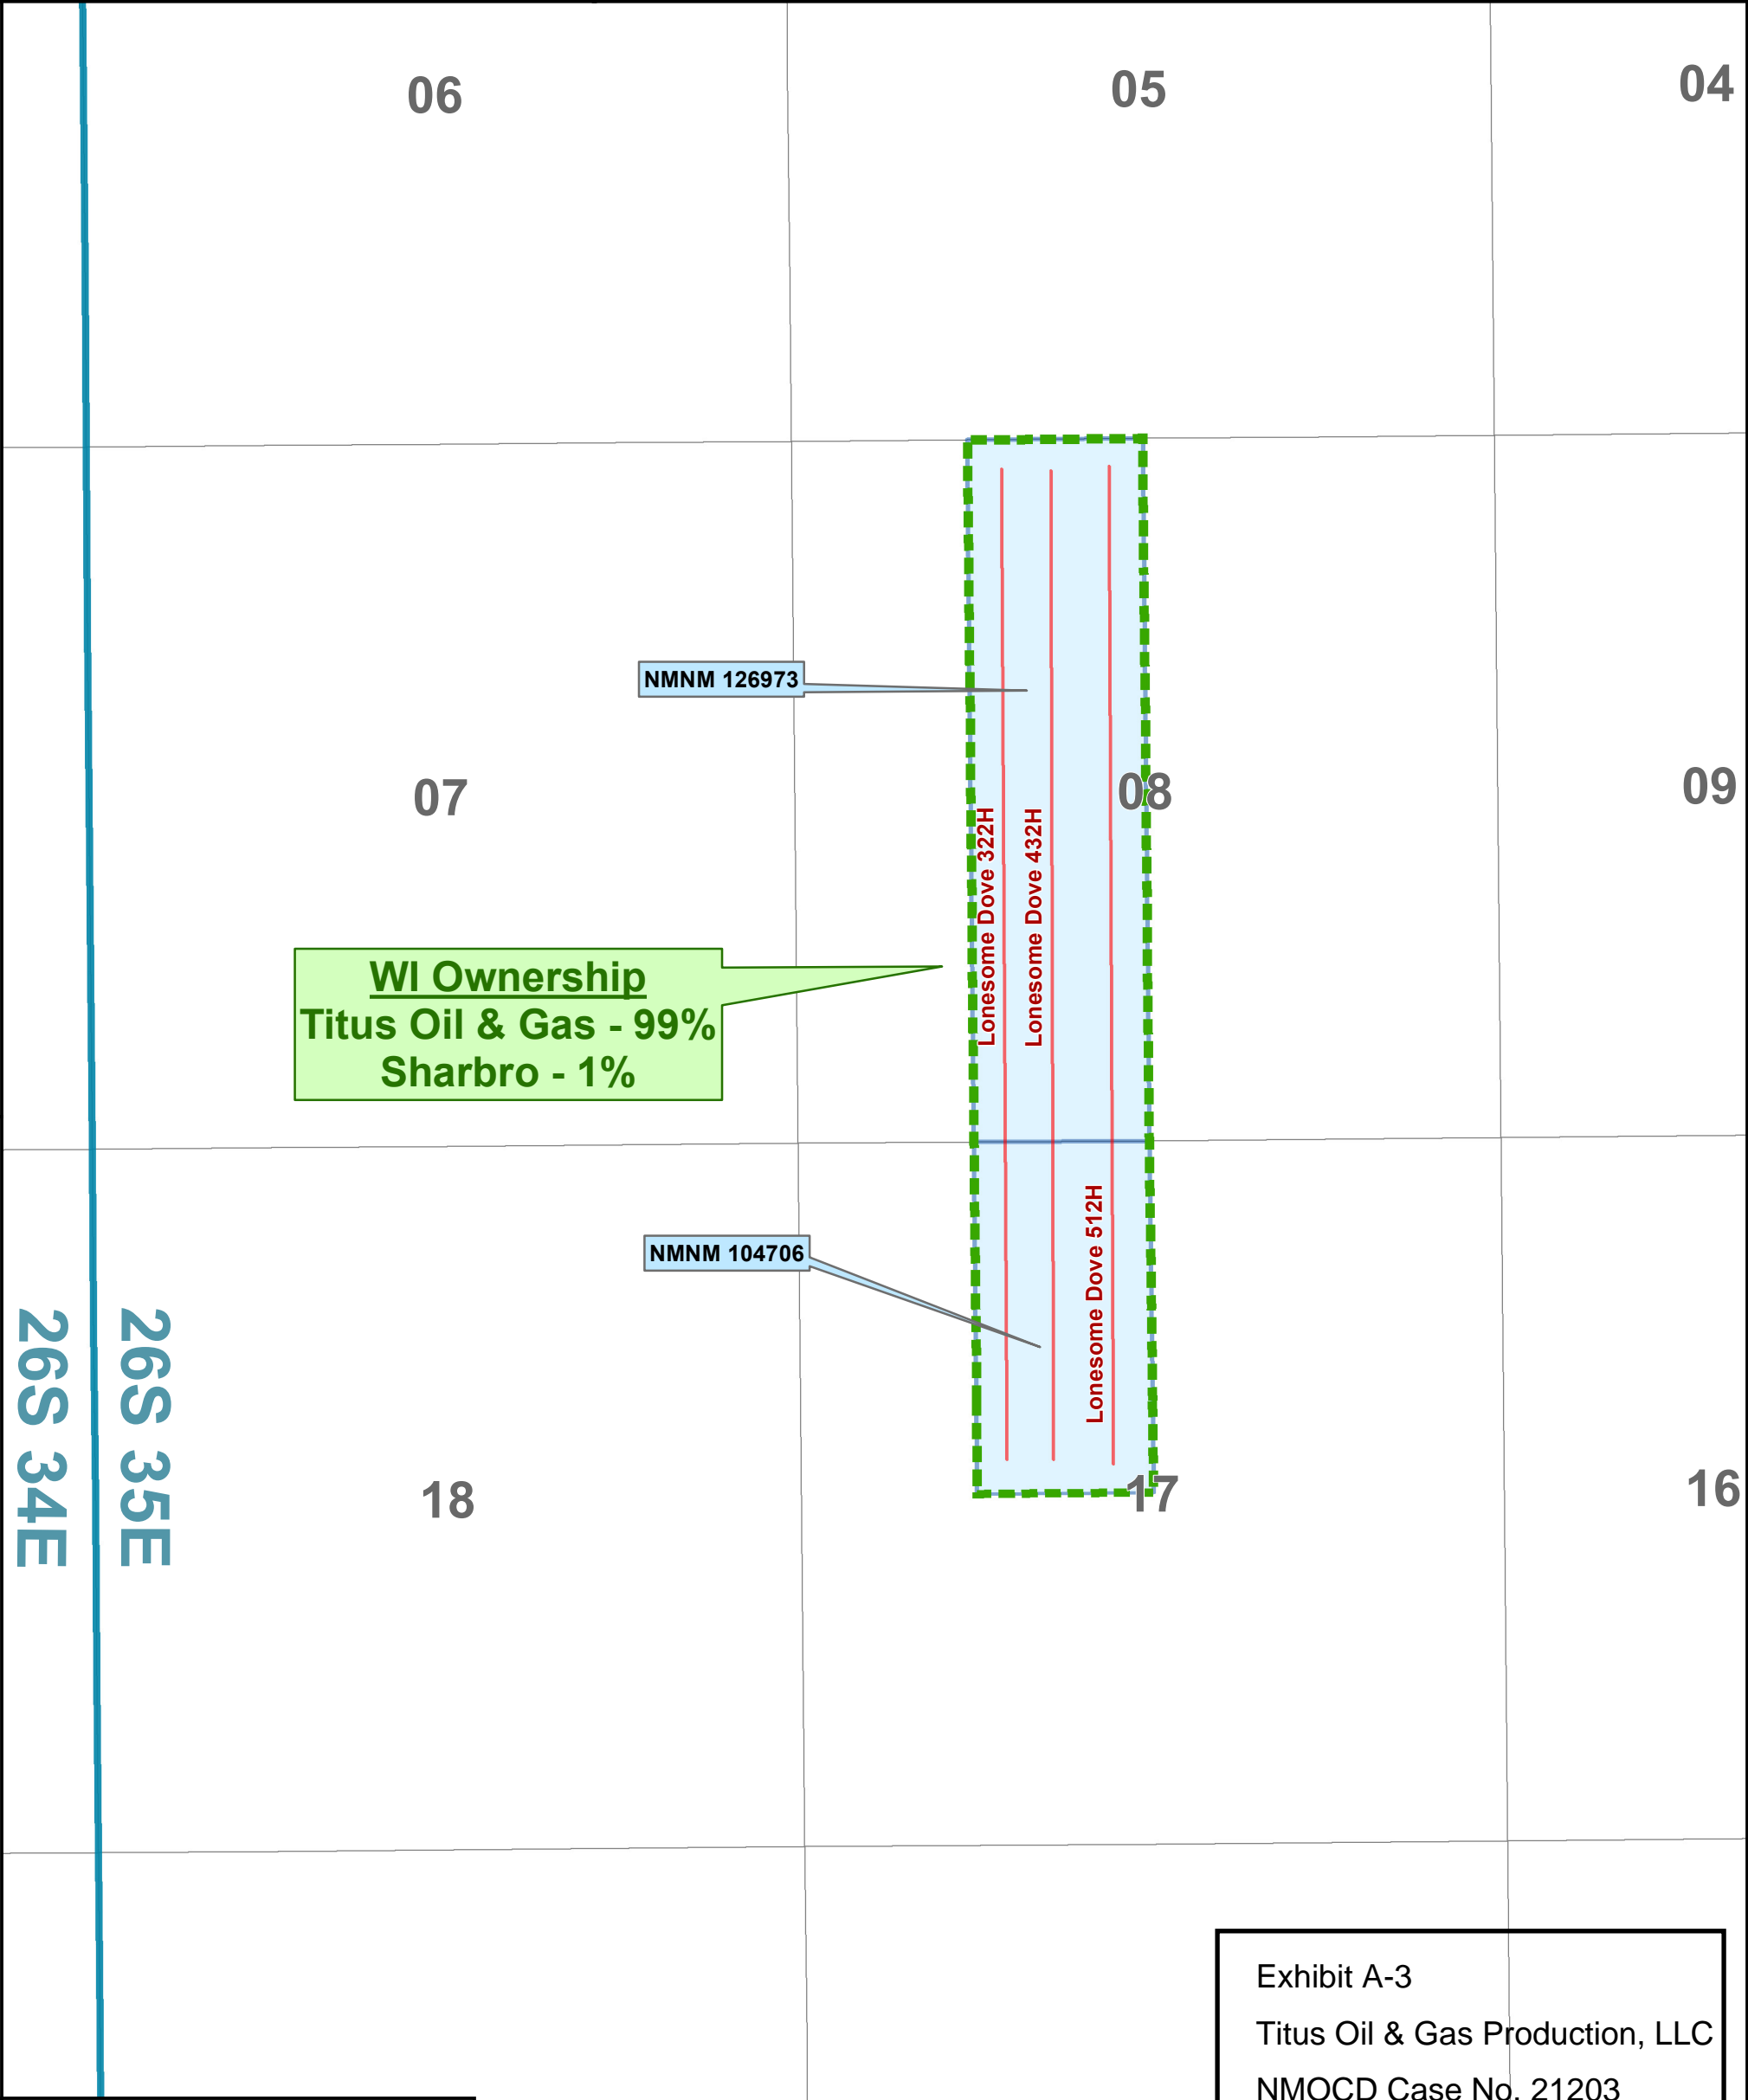 06
05
04
NMNM 126973
07
08
09
Lonesome Dove 322H
Lonesome Dove 432H
WI Ownership
Titus Oil & Gas - 99%
Sharbro - 1%
NMNM 104706
Lonesome Dove 512H
26S 34E
26S 35E
18
17
16
Exhibit A-3
Titus Oil & Gas Production, LLC
NMOCD Case No. 21203